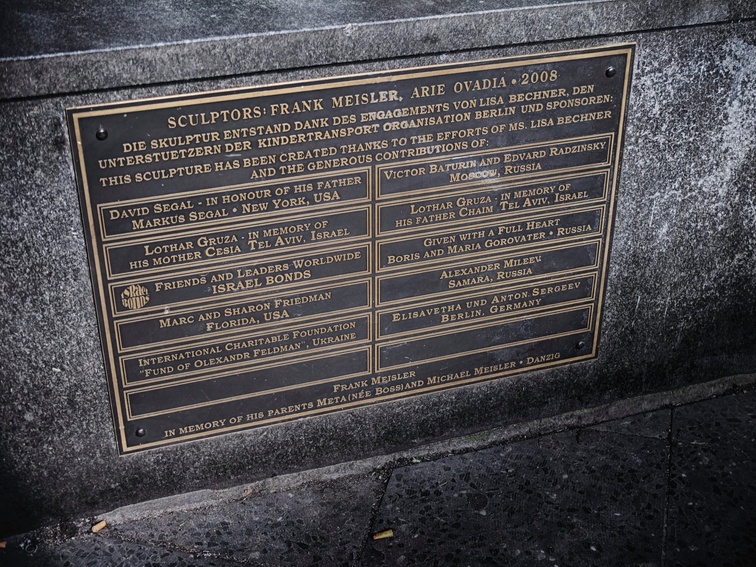 SCULPTORS: FRANK MEISLER, ARIE OVADIA • 2008
DIE SKULPTUR ENTSTAND DANK DES ENGAGEMENTS VON LISA BECHNER, DEN
UNTERSTUETZERN DER KINDERTRANSPORT ORGANISATION BERLIN UND SPONSOREN:
THIS SCULPTURE HAS BEEN CREATED THANKS TO THE EFFORTS OF MS. LISA BECHNER
AND THE GENEROUS CONTRIBUTIONS OF:
DAVID SEGAL - IN HONOUR OF HIS FATHER
MARKUS SEGAL • NEW YORK, USA
LOTHAR GRUZA - IN MEMORY OF
HIS MOTHER CESIA TEL AVIV, ISRAEL
FRIENDS AND LEADERS WORLDWIDE
ISRAEL BONDS
MARC AND SHARON FRIEDMAN
FLORIDA, USA
INTERNATIONAL CHARITABLE FOUNDATION
"FUND OF OLEXANDR FELDMAN", UKRAINE
VICTOR BATURIN AND EDVARD RADZINSKY
MOSCOW, RUSSIA
LOTHAR GRUZA - IN MEMORY OF
HIS FATHER CHAIM TEL AVIV, ISRAEL
GIVEN WITH A FULL HEART
BORIS AND MARIA GOROVATER • RUSSIA
ALEXANDER MILEEV
SAMARA, RUSSIA
ELISAVETHA UND ANTON SERGEEV
BERLIN, GERMANY
FRANK MEISLER
IN MEMORY OF HIS PARENTS META (NÉE BOSS) AND MICHAEL MEISLER • DANZIG